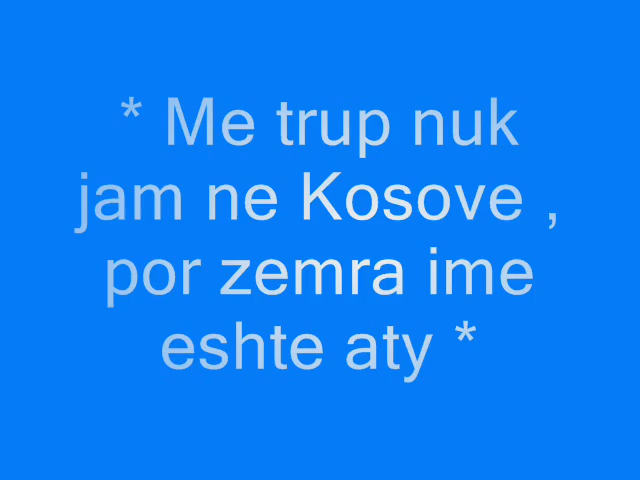 * Me trup nuk
jam ne Kosove ,
por zemra ime
eshte aty *